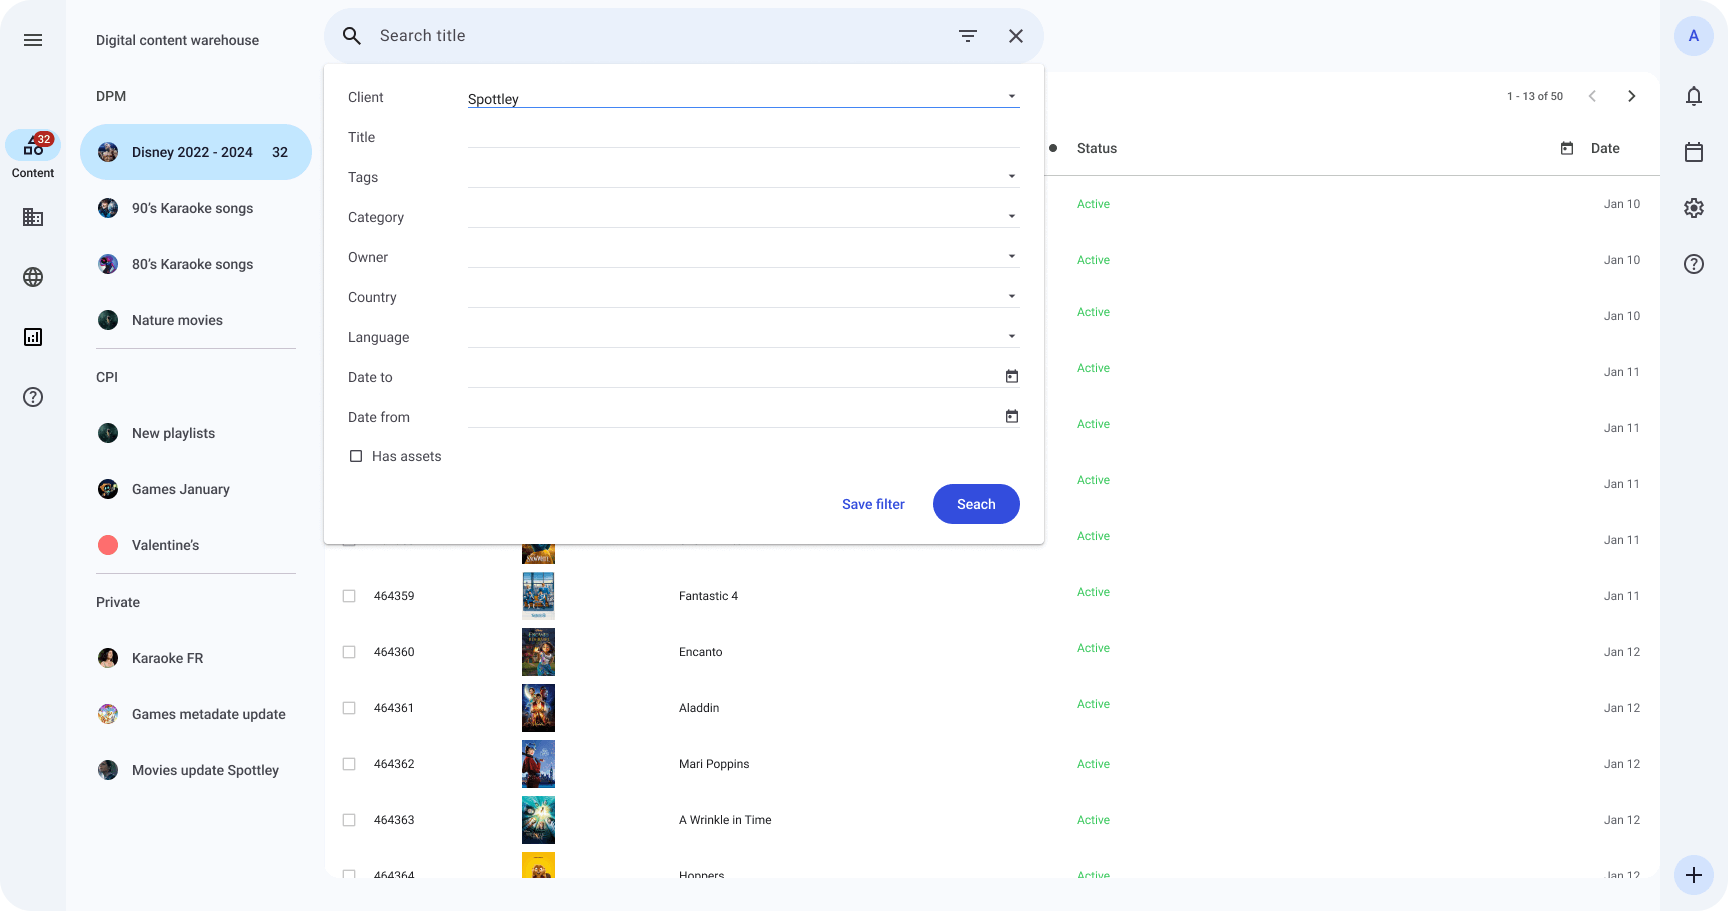 Digital content warehouse
DPM
32
Content
Disney 2022 - 2024 32
90's Karaoke songs
80's Karaoke songs
Nature movies
CPI
New playlists
Games January
Valentine's
Private
Karaoke FR
Games metadate update
Movies update Spottley
Search title
Client Spottley
Title
Tags
Category
Owner
Country
Language
Date to
Date from
Has assets
Save filter Seach
A
1 - 13 of 50
Status Date
Active Jan 10
Active Jan 10
Active Jan 10
Active Jan 11
Active Jan 11
Active Jan 11
Active Jan 11
464359 Fantastic 4 Active Jan 11
464360 Encanto Active Jan 12
464361 Aladdin Active Jan 12
464362 Mari Poppins Active Jan 12
464363 A Wrinkle in Time Active Jan 12
464364 Hoppers Active Jan 12